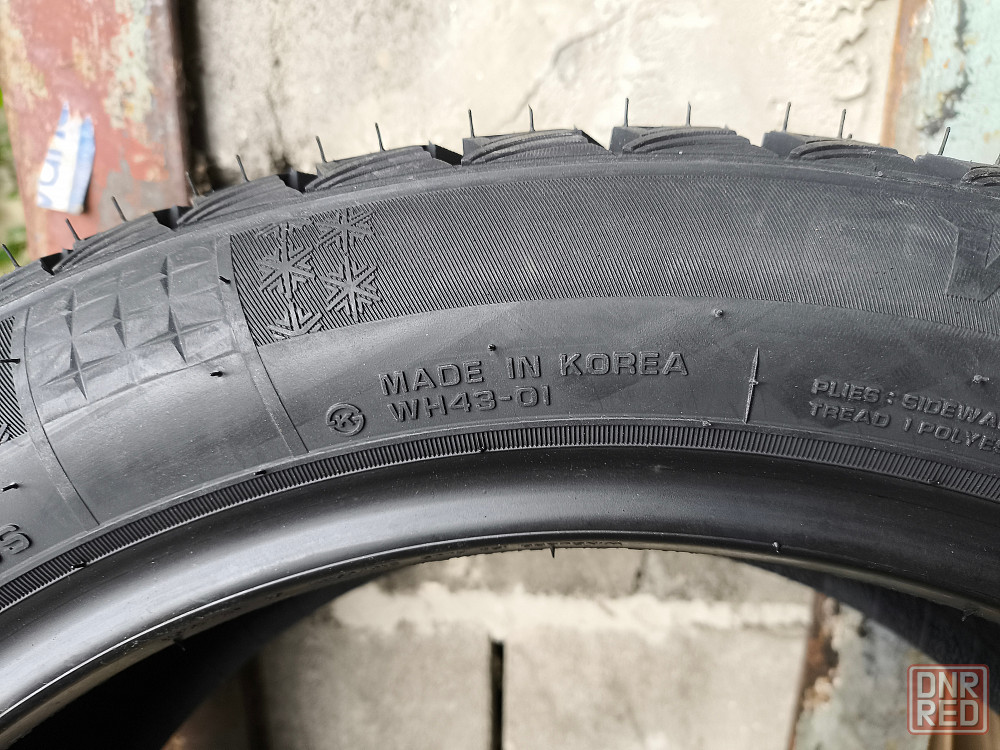 MADE IN KOREA
K WH43-01
PLIES : SIDEWA
TREAD 1 POLYES
DNR
RED